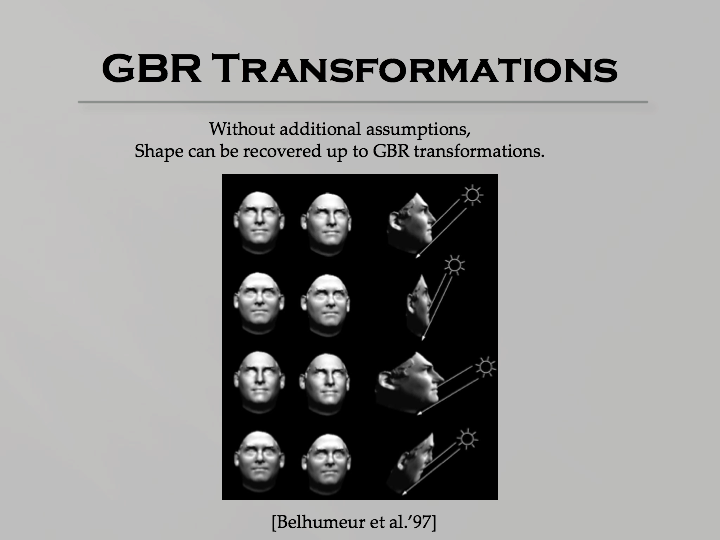 GBR Transformations
Without additional assumptions,
Shape can be recovered up to GBR transformations.
[Belhumeur et al.'97]